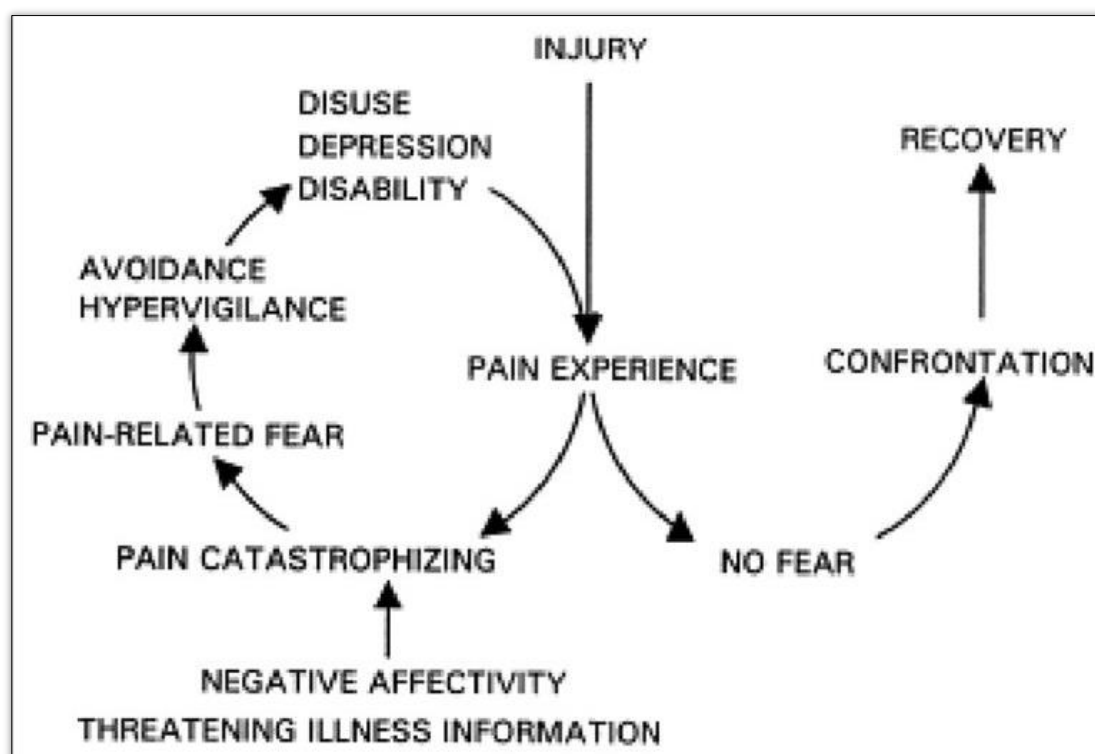 INJURY
DISUSE
DEPRESSION
DISABILITY
RECOVERY
AVOIDANCE
HYPERVIGILANCE
PAIN EXPERIENCE
CONFRONTATION
PAIN-RELATED FEAR
PAIN CATASTROPHIZING
NO FEAR
NEGATIVE AFFECTIVITY
THREATENING ILLNESS INFORMATION